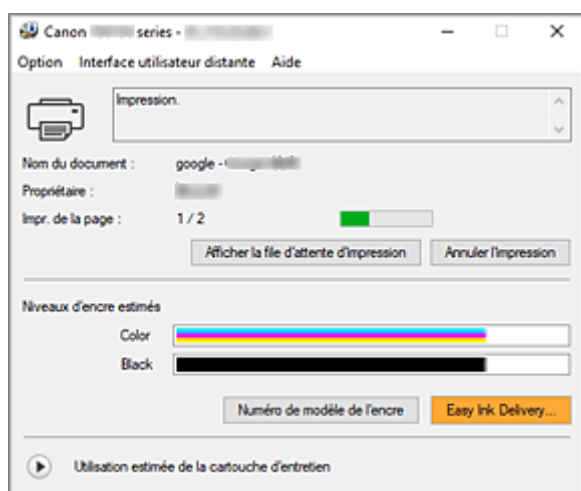 Canon series -
Option Interface utilisateur distante Aide
Impression.
Nom du document : google -
Propriétaire :
Impr. de la page : 1 / 2
Afficher la file d'attente d'impression Annuler l'impression
Niveaux d'encre estimés
Color
Black
Numéro de modèle de l'encre Easy Ink Delivery...
Utilisation estimée de la cartouche d'entretien